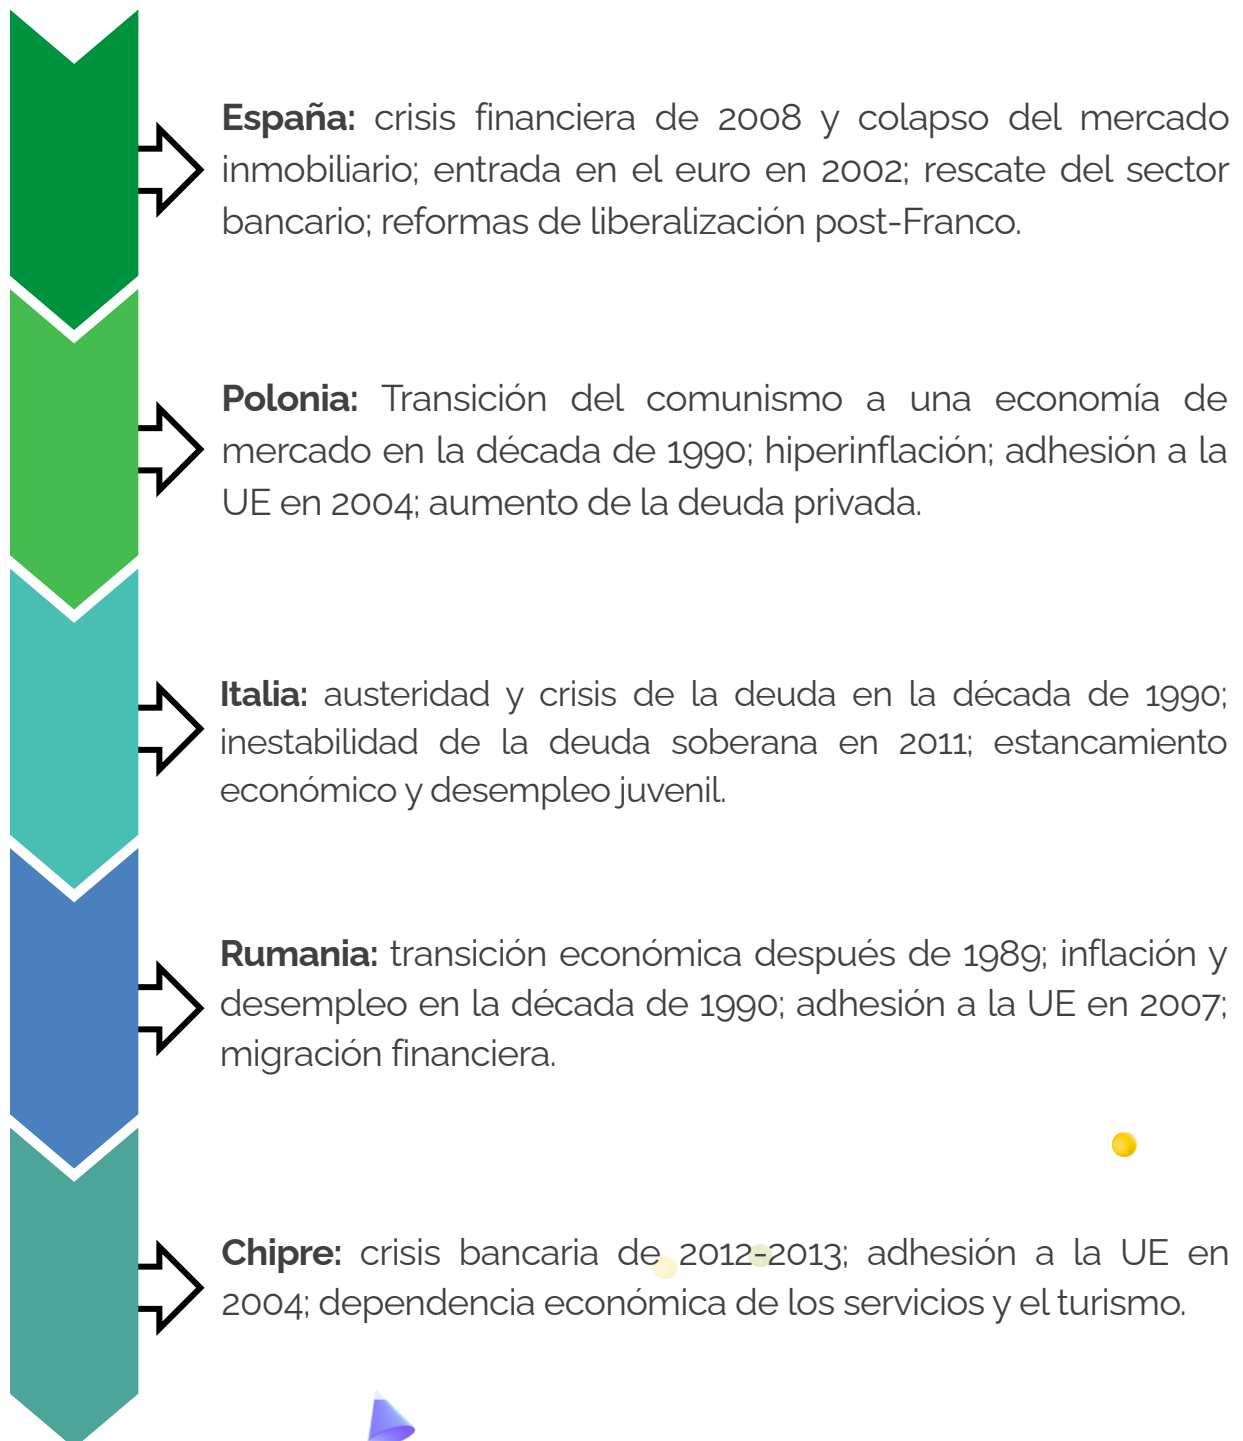 España: crisis financiera de 2008 y colapso del mercado
inmobiliario; entrada en el euro en 2002; rescate del sector
bancario; reformas de liberalización post-Franco.
Polonia: Transición del comunismo a una economía de
mercado en la década de 1990; hiperinflación; adhesión a la
UE en 2004; aumento de la deuda privada.
Italia: austeridad y crisis de la deuda en la década de 1990;
inestabilidad de la deuda soberana en 2011; estancamiento
económico y desempleo juvenil.
Rumania: transición económica después de 1989; inflación y
desempleo en la década de 1990; adhesión a la UE en 2007;
migración financiera.
Chipre: crisis bancaria de 2012-2013; adhesión a la UE en
2004; dependencia económica de los servicios y el turismo.